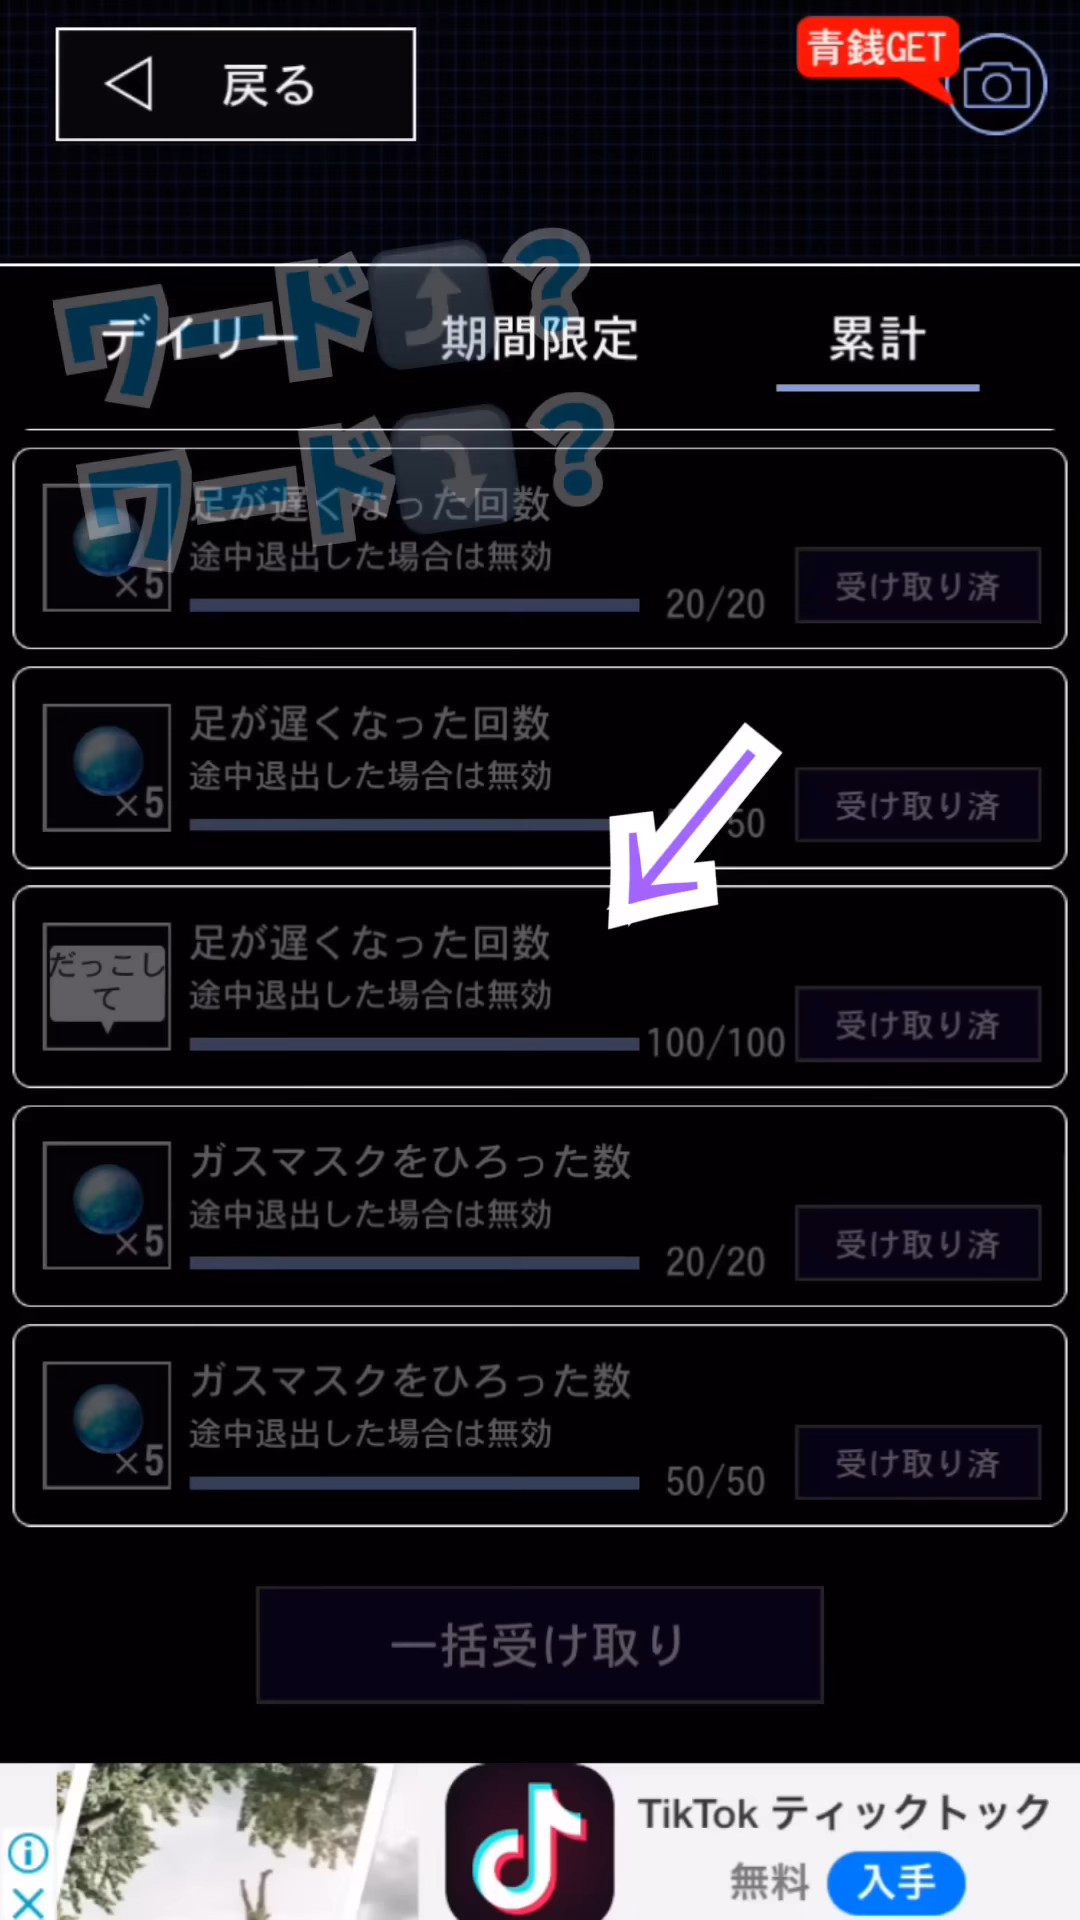 戻る
青銭GET
ワード⤴?
デイリー
期間限定
累計
ワード⤵?
足が遅くなった回数
途中退出した場合は無効
×5
20/20
受け取り済
足が遅くなった回数
途中退出した場合は無効
×5
50
受け取り済
だっこし
て
足が遅くなった回数
途中退出した場合は無効
100/100
受け取り済
ガスマスクをひろった数
途中退出した場合は無効
×5
20/20
受け取り済
ガスマスクをひろった数
途中退出した場合は無効
×5
50/50
受け取り済
一括受け取り
TikTok ティックトック
無料
入手